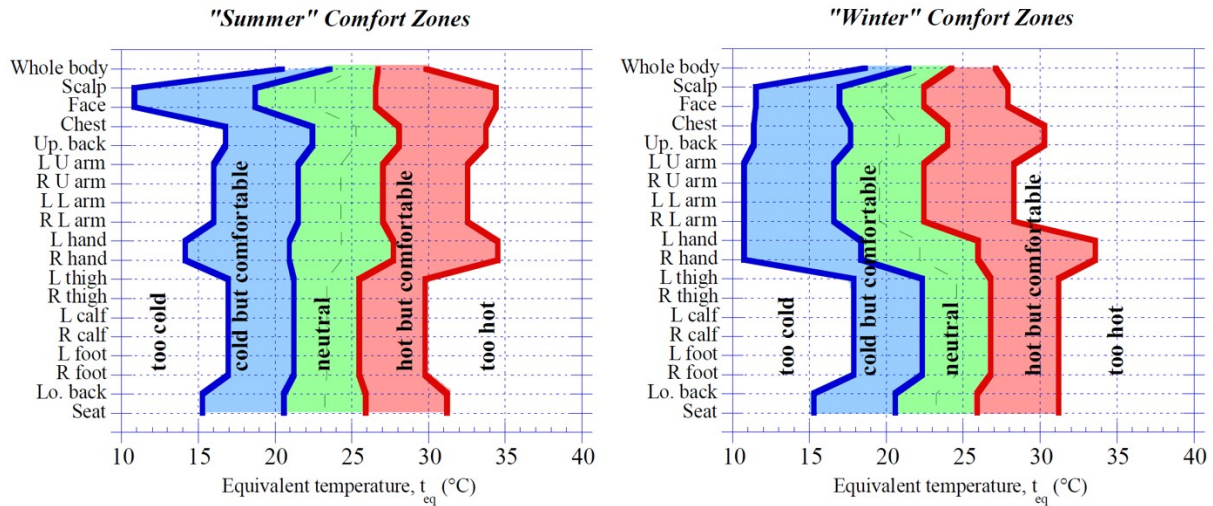 "Summer" Comfort Zones
Whole body
Scalp
Face
Chest
Up. back
L U arm
R U arm
L L arm
R L arm
L hand
R hand
L thigh
R thigh
L calf
R calf
L foot
R foot
Lo. back
Seat
too cold
cold but comfortable
neutral
hot but comfortable
too hot
10 15 20 25 30 35 40
Equivalent temperature, t_eq (°C)
"Winter" Comfort Zones
Whole body
Scalp
Face
Chest
Up. back
L U arm
R U arm
L L arm
R L arm
L hand
R hand
L thigh
R thigh
L calf
R calf
L foot
R foot
Lo. back
Seat
too cold
cold but comfortable
neutral
hot but comfortable
too hot
10 15 20 25 30 35 40
Equivalent temperature, t_eq (°C)